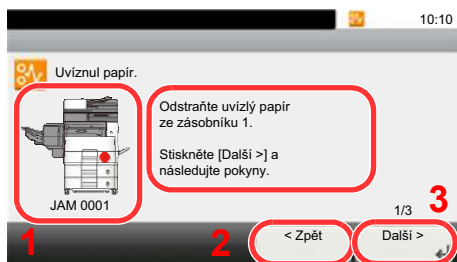 10:10
Uvíznul papír.
Odstraňte uvízlý papír
ze zásobníku 1.
Stiskněte [Další >] a
následujte pokyny.
JAM 0001
1/3
3
1
2
< Zpět
Další >